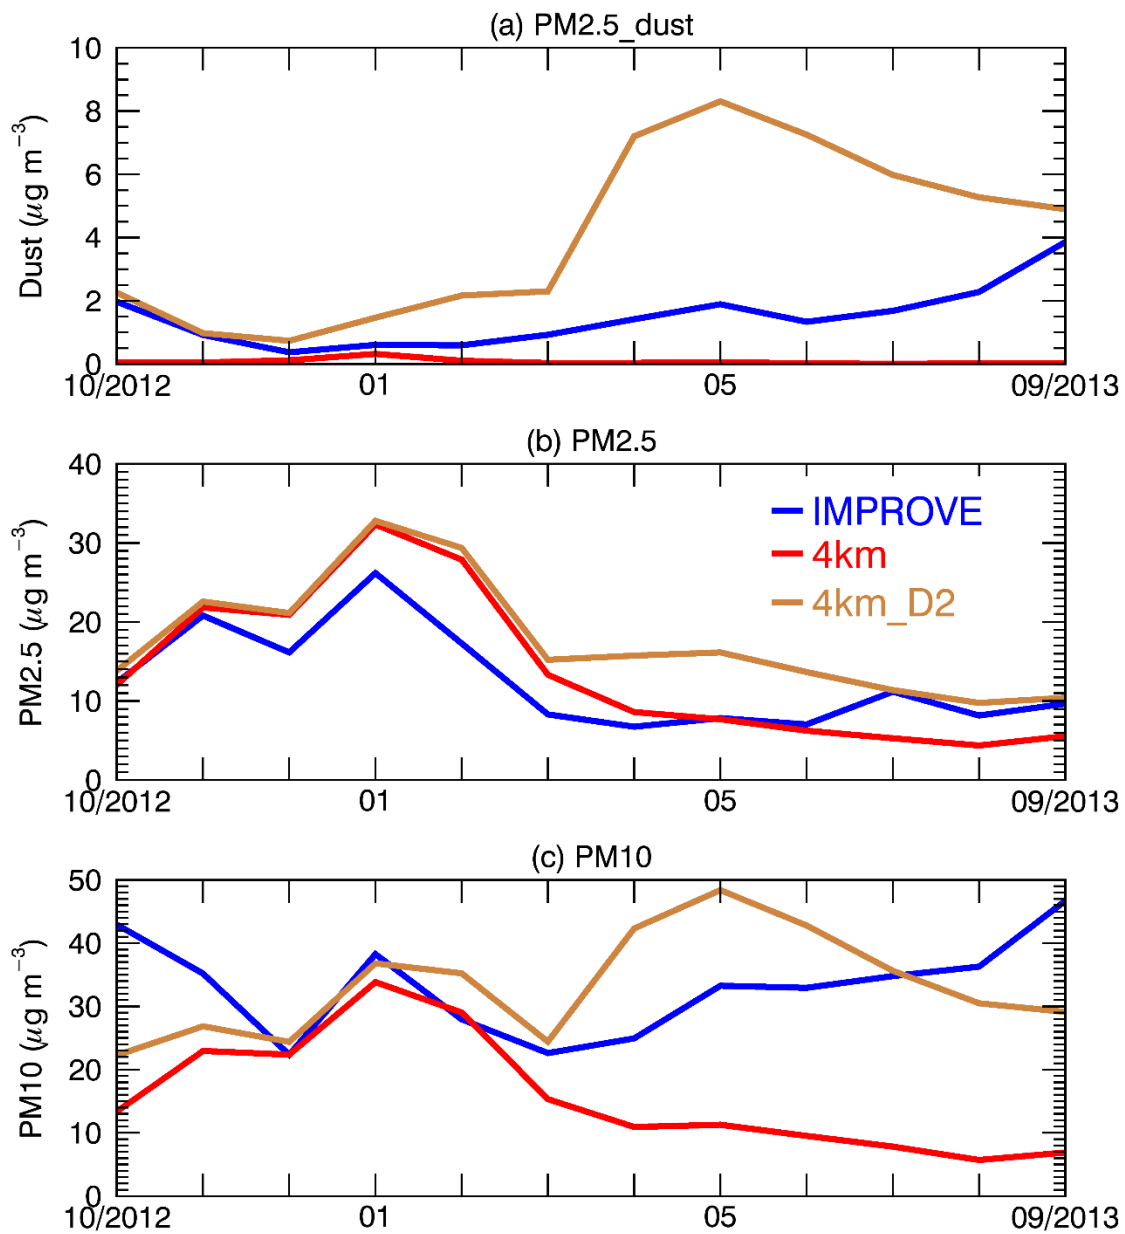 (a) PM2.5_dust
Dust (μg m⁻³)
10
8
6
4
2
0
10/2012 01 05 09/2013
(b) PM2.5
PM2.5 (μg m⁻³)
40
30
20
10
0
IMPROVE
4km
4km_D2
10/2012 01 05 09/2013
(c) PM10
PM10 (μg m⁻³)
50
40
30
20
10
0
10/2012 01 05 09/2013